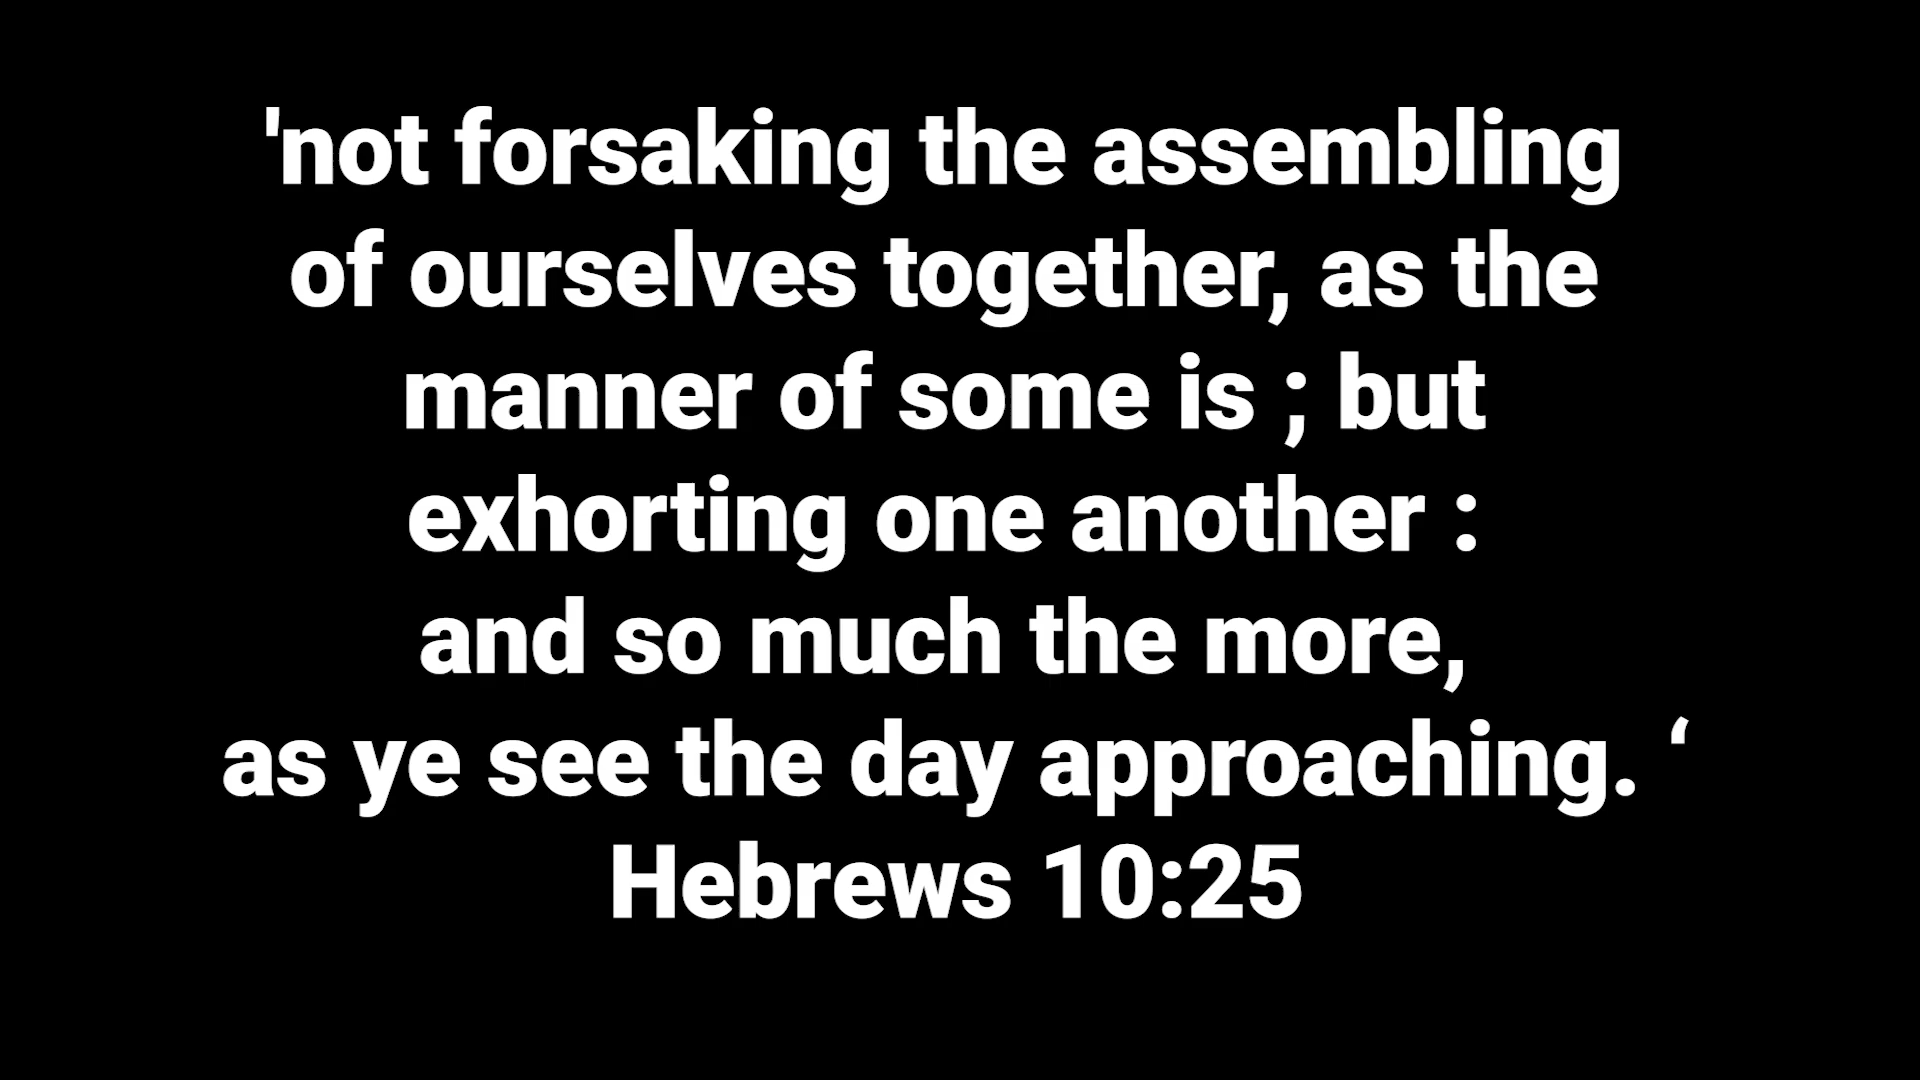 'not forsaking the assembling
of ourselves together, as the
manner of some is ; but
exhorting one another :
and so much the more,
as ye see the day approaching. ‘
Hebrews 10:25